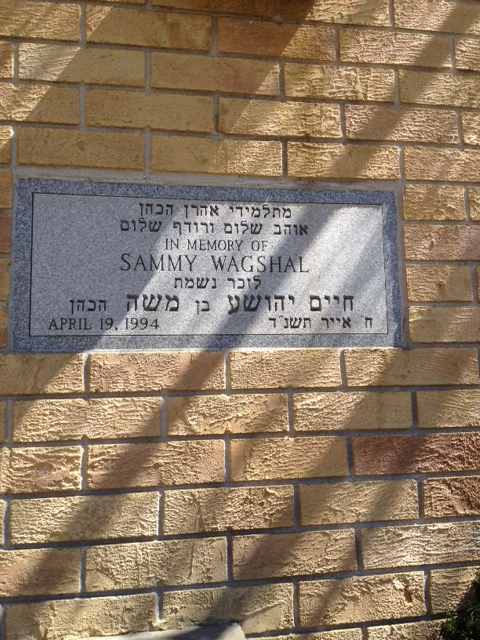 מתלמידי אהרן הכהן
אוהב שלום ורודף שלום
IN MEMORY OF
SAMMY WAGSHAL
לזכר נשמת
חיים יהושע בן משה הכהן
APRIL 19, 1994 ח׳ אייר תשנ״ד